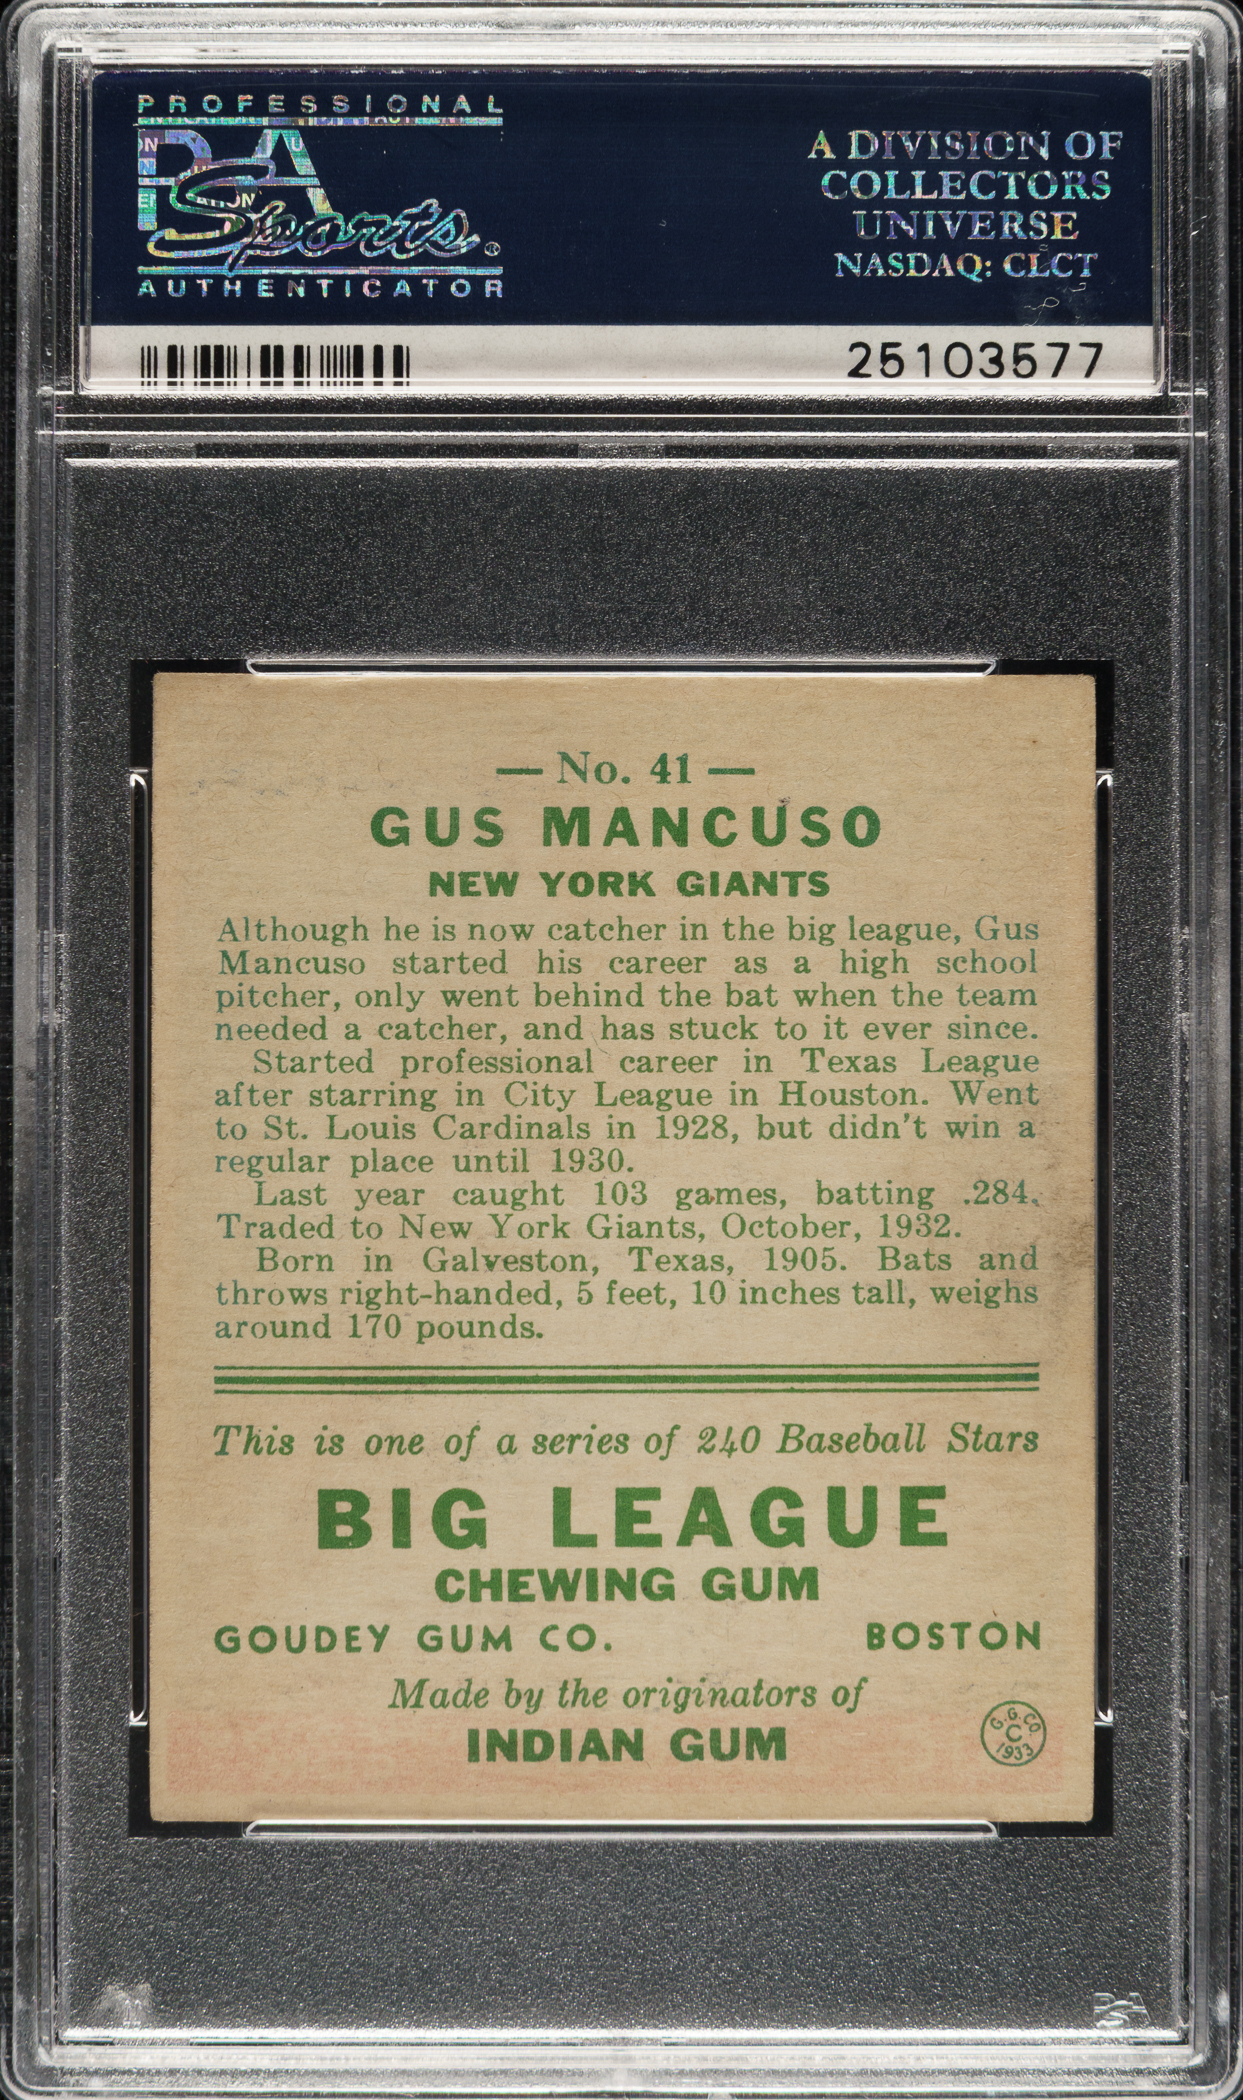 PROFESSIONAL
PSA
Sports
AUTHENTICATOR
A DIVISION OF
COLLECTORS
UNIVERSE
NASDAQ: CLCT
25103577
— No. 41 —
GUS MANCUSO
NEW YORK GIANTS
Although he is now catcher in the big league, Gus
Mancuso started his career as a high school
pitcher, only went behind the bat when the team
needed a catcher, and has stuck to it ever since.
Started professional career in Texas League
after starring in City League in Houston. Went
to St. Louis Cardinals in 1928, but didn't win a
regular place until 1930.
Last year caught 103 games, batting .284.
Traded to New York Giants, October, 1932.
Born in Galveston, Texas, 1905. Bats and
throws right-handed, 5 feet, 10 inches tall, weighs
around 170 pounds.
This is one of a series of 240 Baseball Stars
BIG LEAGUE
CHEWING GUM
GOUDEY GUM CO. BOSTON
Made by the originators of
INDIAN GUM
G.G.CO.
C
1933
PSA